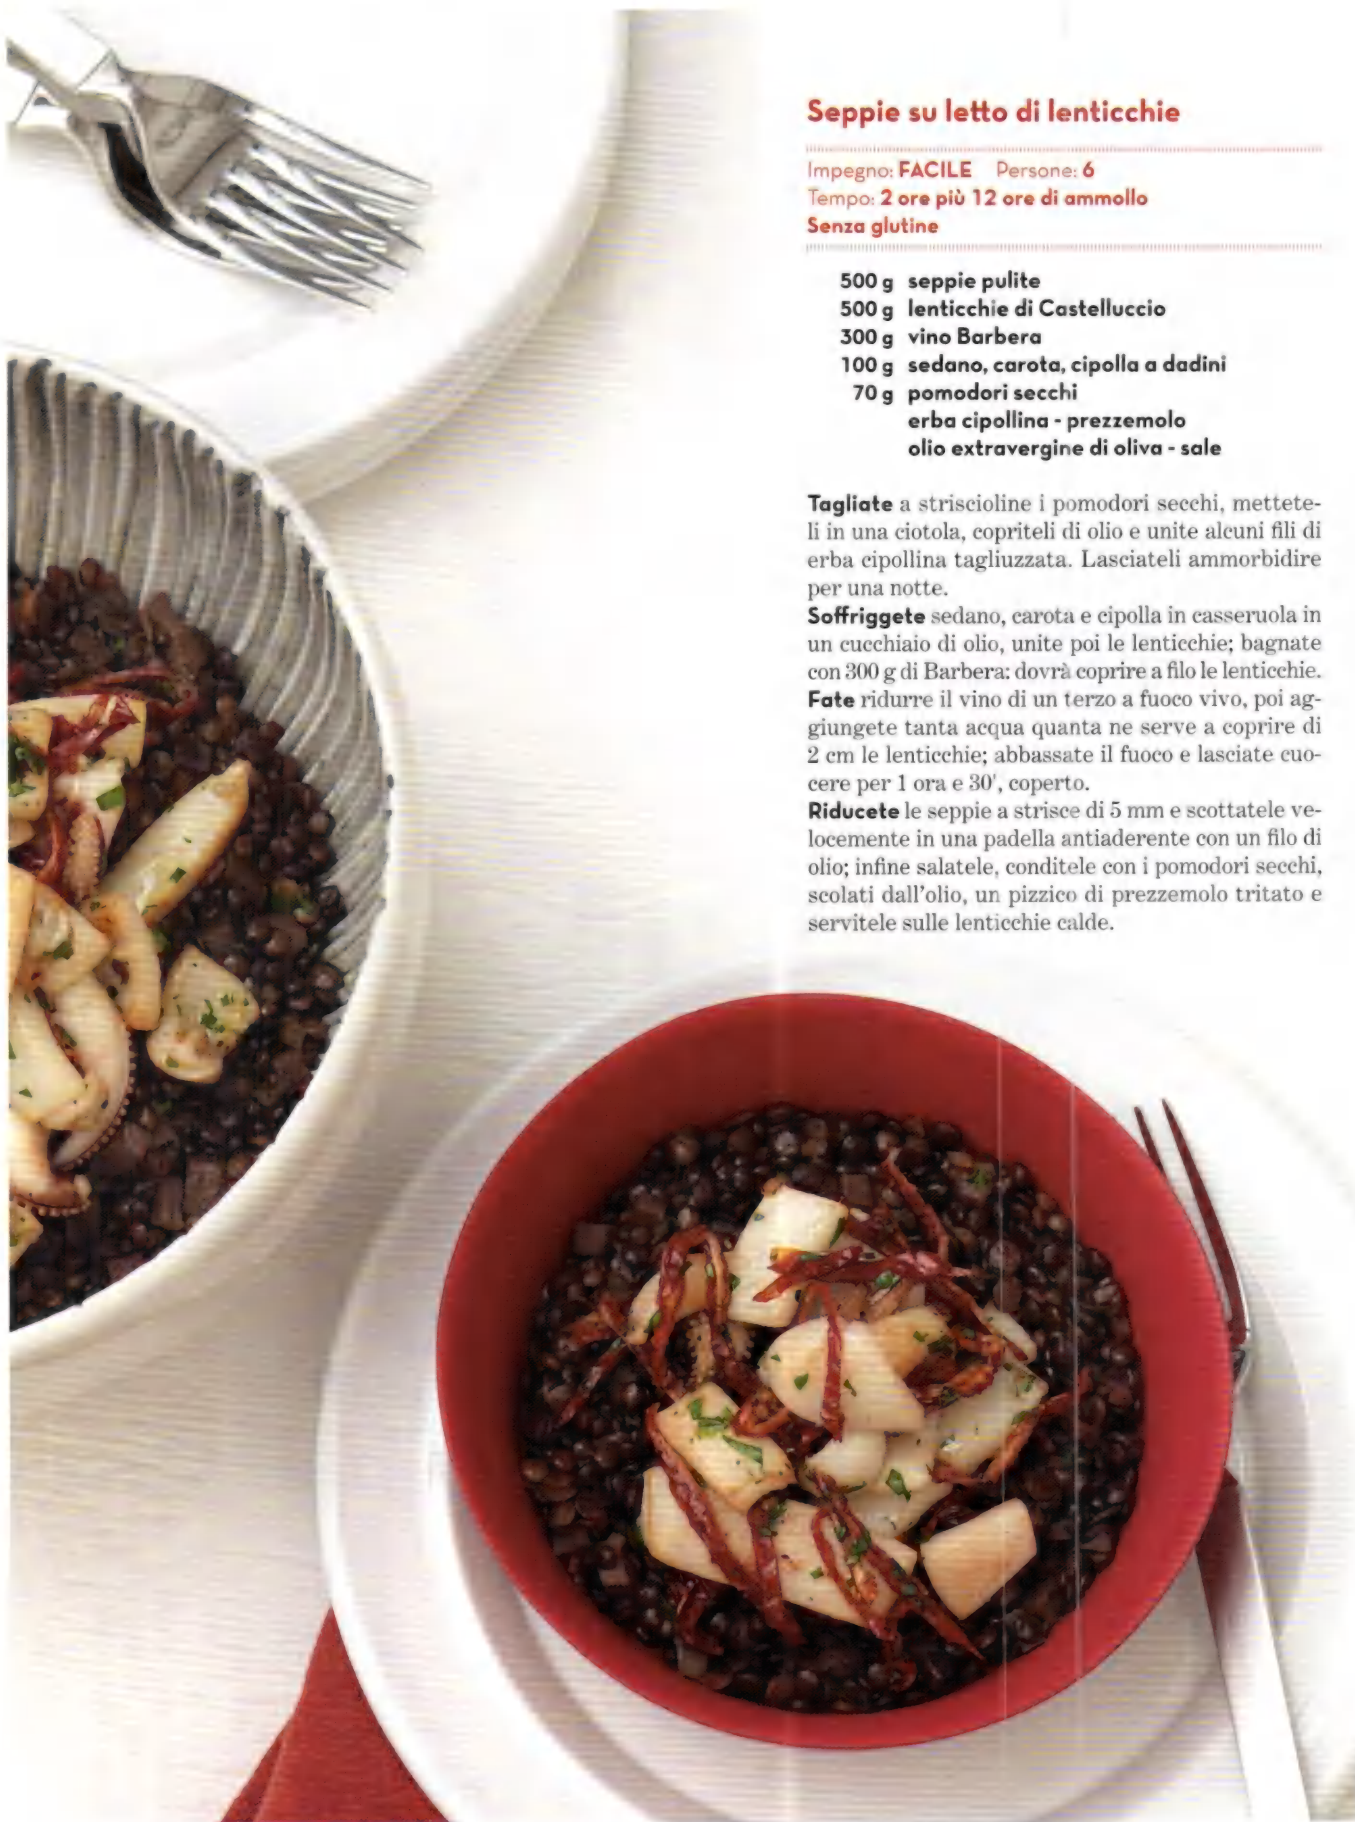 Seppie su letto di lenticchie
Impegno: FACILE Persone: 6
Tempo: 2 ore più 12 ore di ammollo
Senza glutine
500 g seppie pulite
500 g lenticchie di Castelluccio
300 g vino Barbera
100 g sedano, carota, cipolla a dadini
70 g pomodori secchi
erba cipollina - prezzemolo
olio extravergine di oliva - sale
Tagliate a striscioline i pomodori secchi, mettete-
li in una ciotola, copriteli di olio e unite alcuni fili di
erba cipollina tagliuzzata. Lasciateli ammorbidire
per una notte.
Soffriggete sedano, carota e cipolla in casseruola in
un cucchiaio di olio, unite poi le lenticchie; bagnate
con 300 g di Barbera: dovrà coprire a filo le lenticchie.
Fate ridurre il vino di un terzo a fuoco vivo, poi ag-
giungete tanta acqua quanta ne serve a coprire di
2 cm le lenticchie; abbassate il fuoco e lasciate cuo-
cere per 1 ora e 30', coperto.
Riducete le seppie a strisce di 5 mm e scottatele ve-
locemente in una padella antiaderente con un filo di
olio; infine salatele, conditele con i pomodori secchi,
scolati dall'olio, un pizzico di prezzemolo tritato e
servitele sulle lenticchie calde.